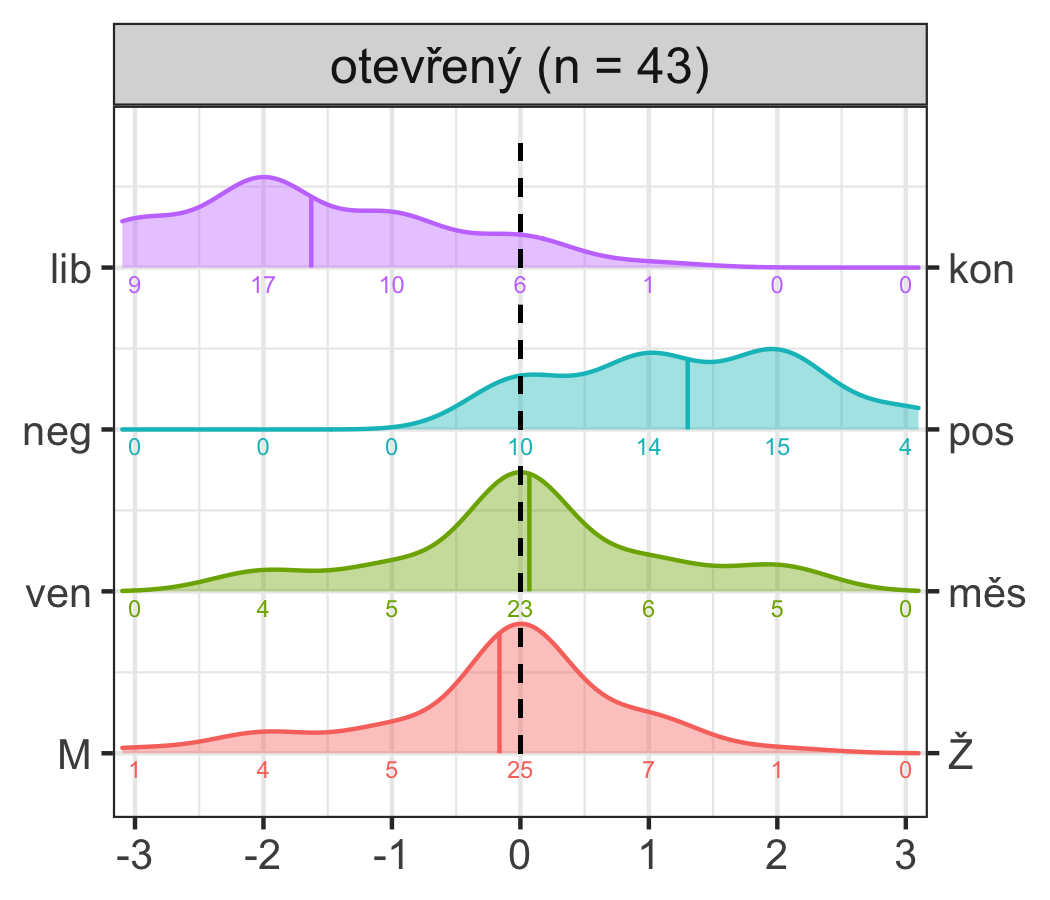 otevřený (n = 43)
lib kon
9 17 10 6 1 0 0
neg pos
0 0 0 10 14 15 4
ven měs
0 4 5 23 6 5 0
M Ž
1 4 5 25 7 1 0
-3 -2 -1 0 1 2 3